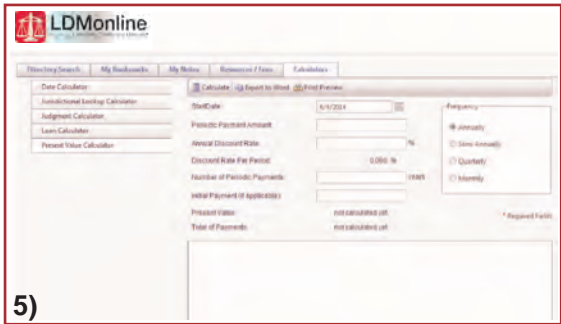 LDMonline
Directory Search My Bookmarks My Notes Resources / Fees Calculators
Date Calculator
Jurisdictional Lookup Calculator
Judgment Calculator
Loan Calculator
Present Value Calculator
Calculate Export to Word Print Preview
StartDate: 6/4/2024
Periodic Payment Amount:
Annual Discount Rate: %
Discount Rate Per Period: 0.000 %
Number of Periodic Payments: years
Initial Payment (if applicable):
Present Value: not calculated yet
Total of Payments: not calculated yet
Frequency
Annually
Semi-Annually
Quarterly
Monthly
* Required Fields
5)